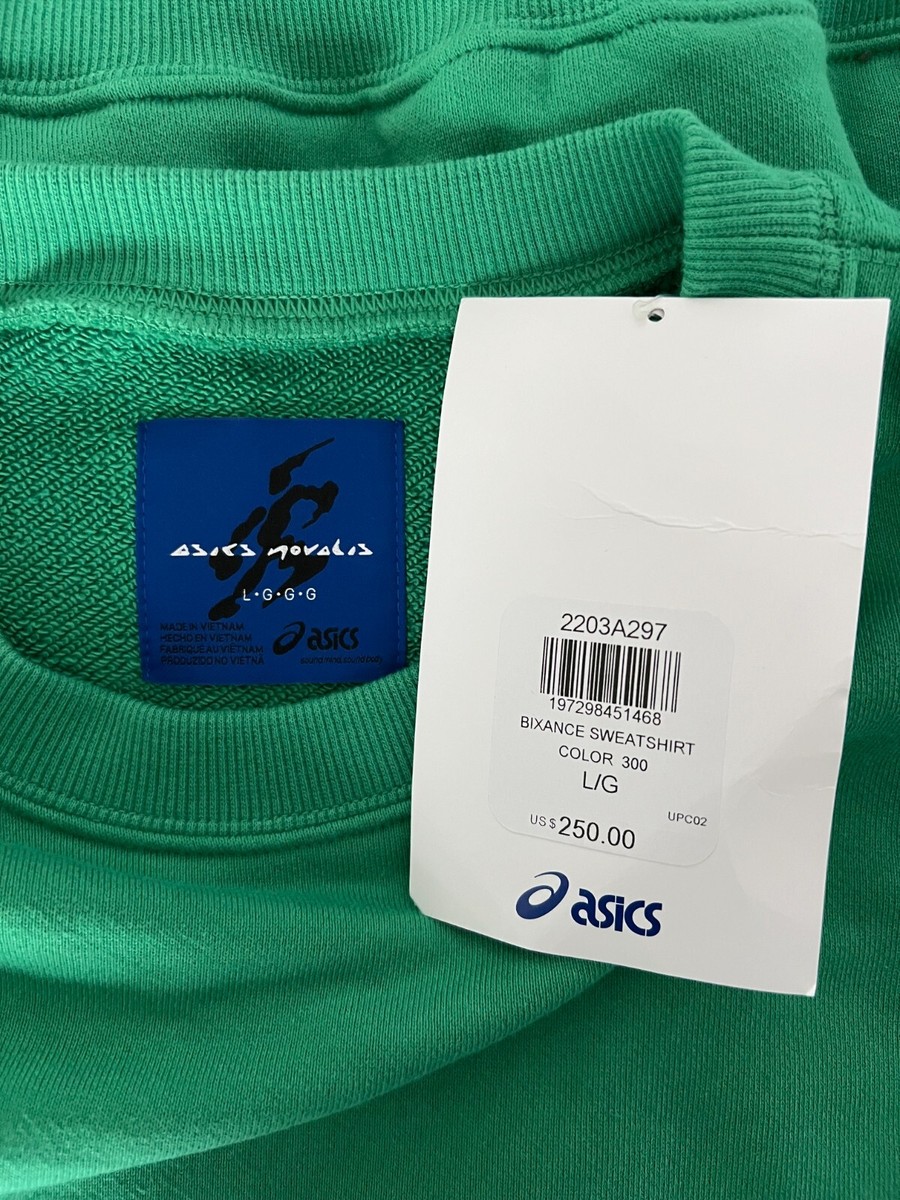 asics novalis
L·G·G·G
MADE IN VIETNAM
HECHO EN VIETNAM
FABRIQUE AU VIÊTNAM
PRODUZIDO NO VIETNÃ
asics
sound mind, sound body
2203A297
197298451468
BIXANCE SWEATSHIRT
COLOR 300
L/G
UPC02
US $ 250.00
asics